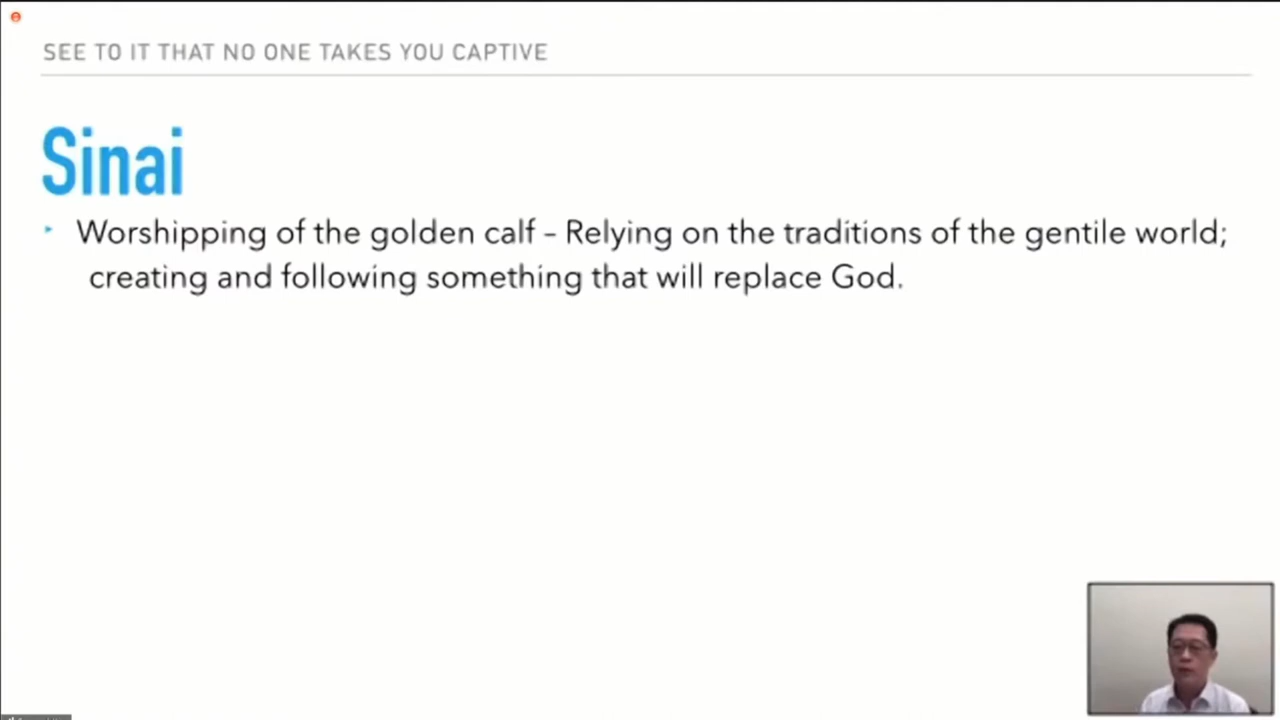 SEE TO IT THAT NO ONE TAKES YOU CAPTIVE
Sinai
‣ Worshipping of the golden calf – Relying on the traditions of the gentile world;
creating and following something that will replace God.